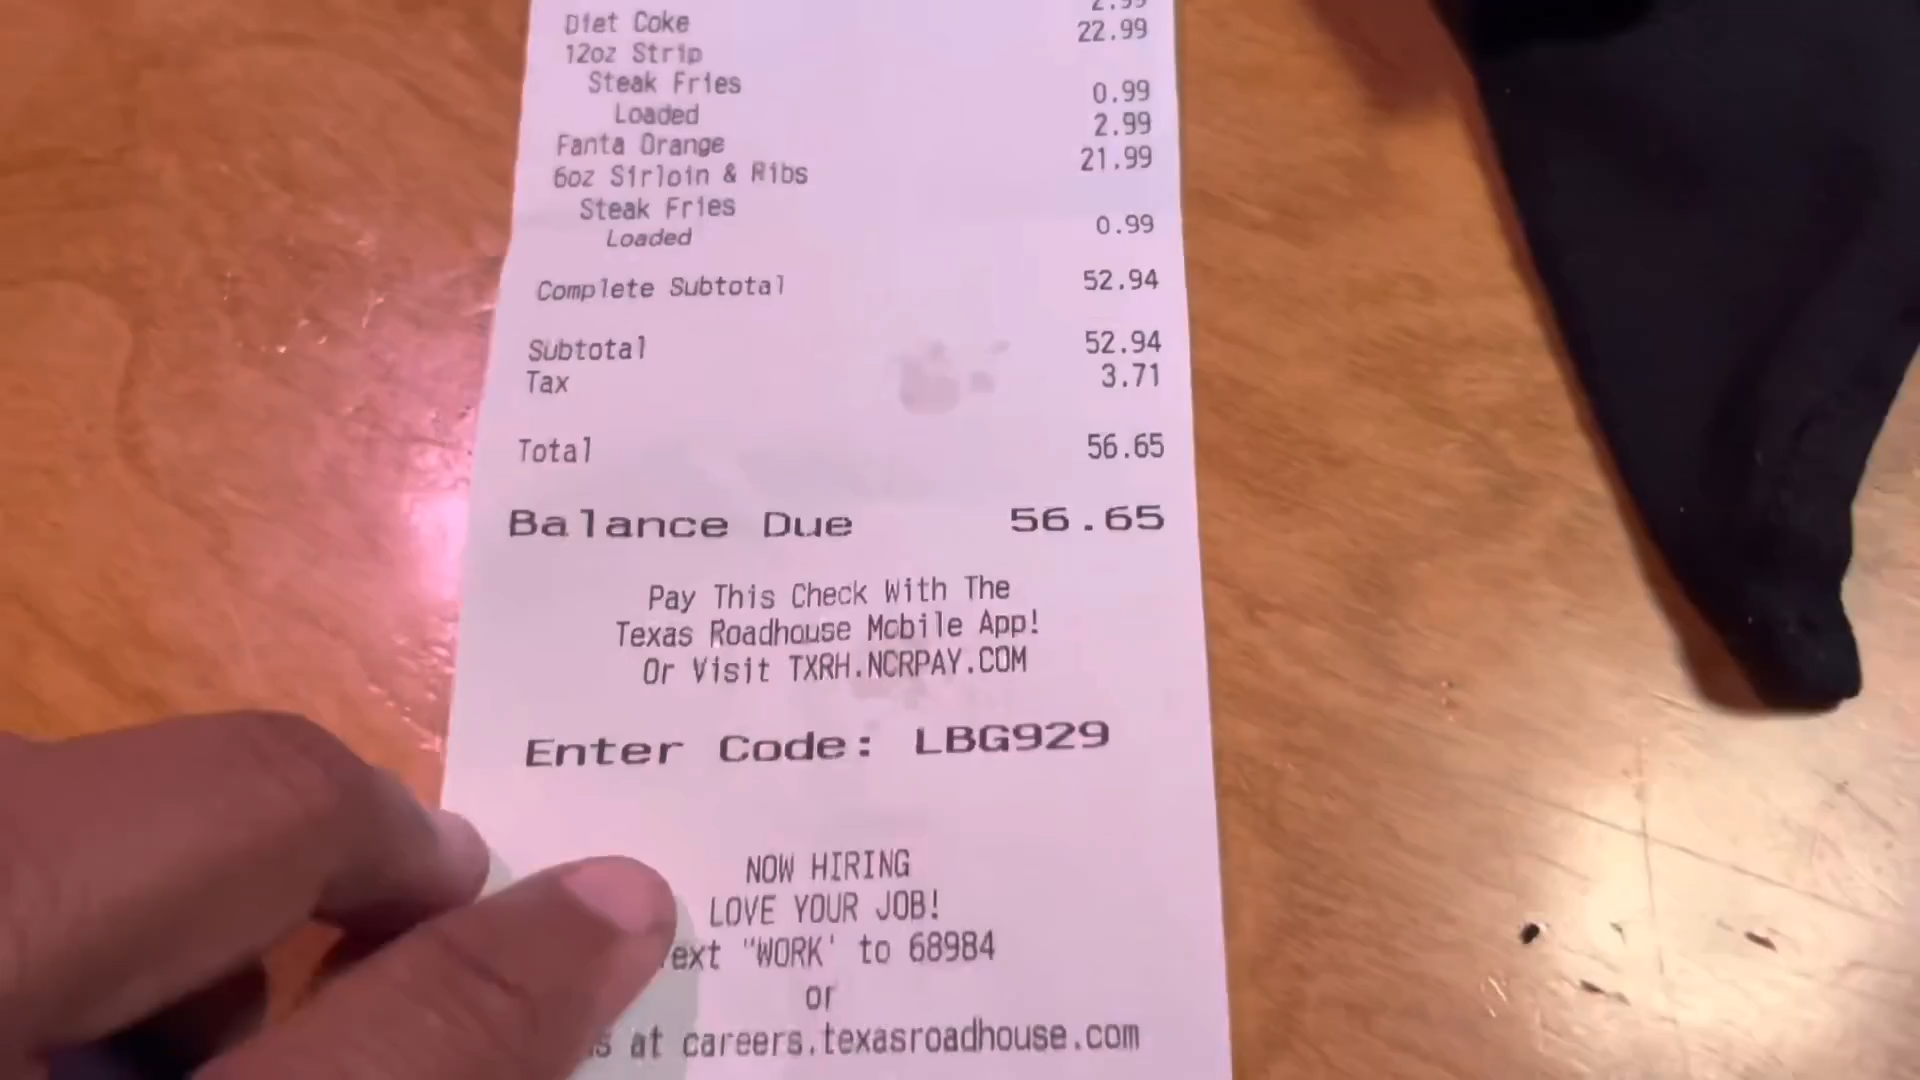 Diet Coke 2.99
12oz Strip 22.99
Steak Fries
Loaded 0.99
Fanta Orange 2.99
6oz Sirloin & Ribs 21.99
Steak Fries
Loaded 0.99
Complete Subtotal 52.94
Subtotal 52.94
Tax 3.71
Total 56.65
Balance Due 56.65
Pay This Check With The
Texas Roadhouse Mobile App!
Or Visit TXRH.NCRPAY.COM
Enter Code: LBG929
NOW HIRING
LOVE YOUR JOB!
ext "WORK' to 68984
or
at careers.texasroadhouse.com